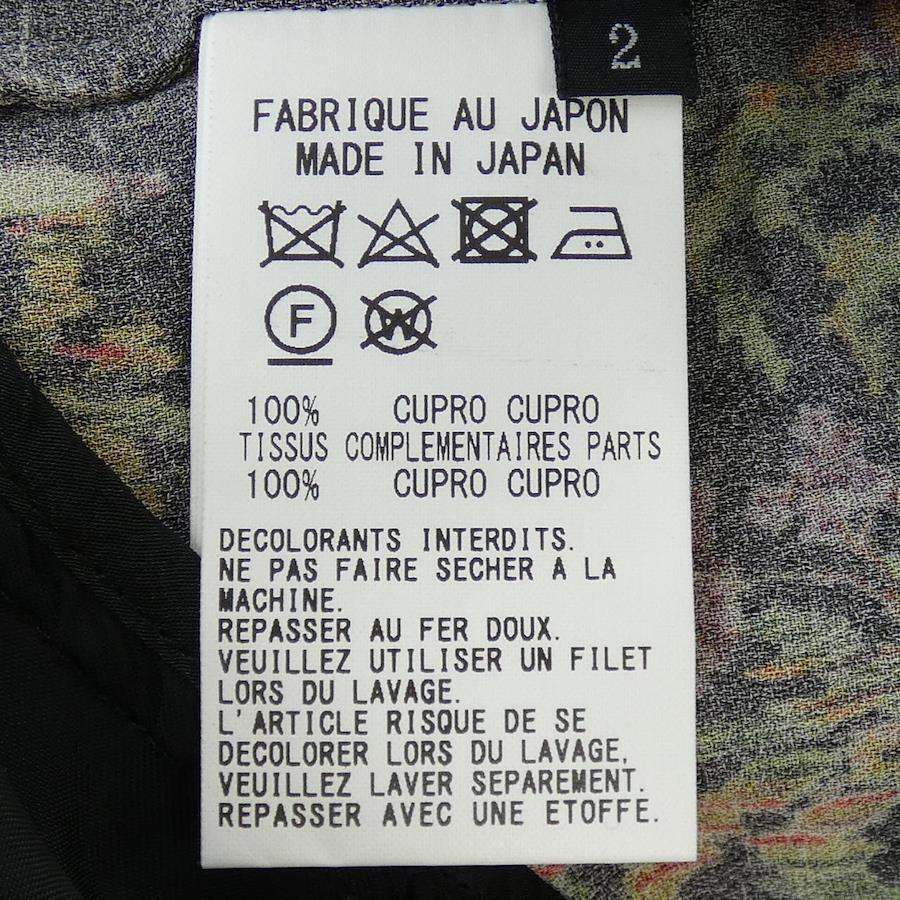 2
FABRIQUE AU JAPON
MADE IN JAPAN
F W
100% CUPRO CUPRO
TISSUS COMPLEMENTAIRES PARTS
100% CUPRO CUPRO
DECOLORANTS INTERDITS.
NE PAS FAIRE SECHER A LA
MACHINE.
REPASSER AU FER DOUX.
VEUILLEZ UTILISER UN FILET
LORS DU LAVAGE.
L'ARTICLE RISQUE DE SE
DECOLORER LORS DU LAVAGE,
VEUILLEZ LAVER SEPAREMENT.
REPASSER AVEC UNE ETOFFE.